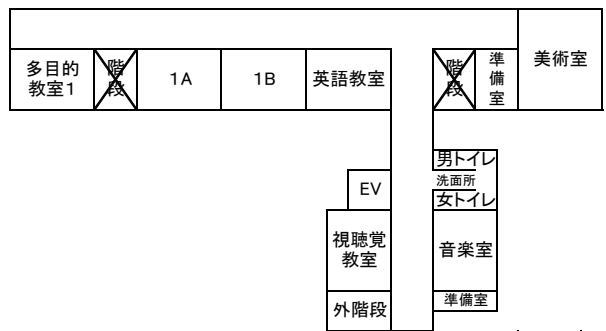 多目的
教室1
階
段
1A
1B
英語教室
階
段
準
備
室
美術室
男トイレ
洗面所
女トイレ
EV
視聴覚
教室
音楽室
外階段
準備室